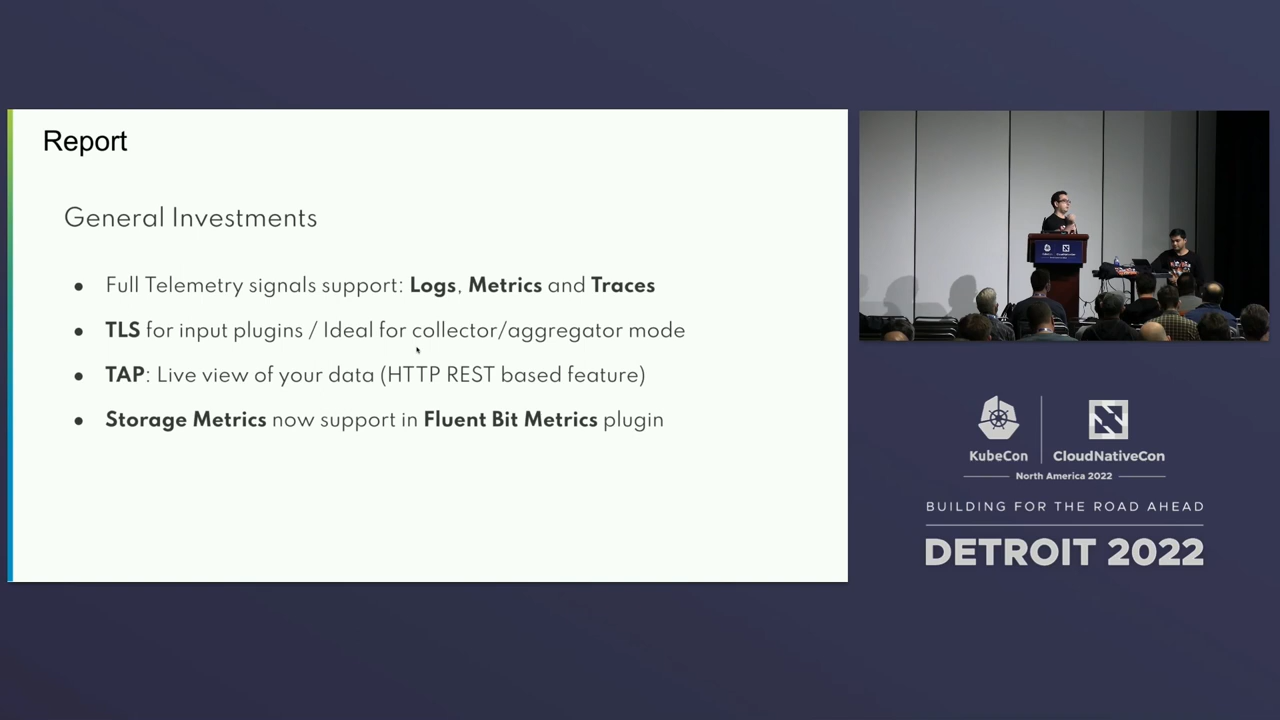 Report
General Investments
● Full Telemetry signals support: Logs, Metrics and Traces
● TLS for input plugins / Ideal for collector/aggregator mode
● TAP: Live view of your data (HTTP REST based feature)
● Storage Metrics now support in Fluent Bit Metrics plugin
KubeCon
CloudNativeCon
North America 2022
BUILDING FOR THE ROAD AHEAD
DETROIT 2022